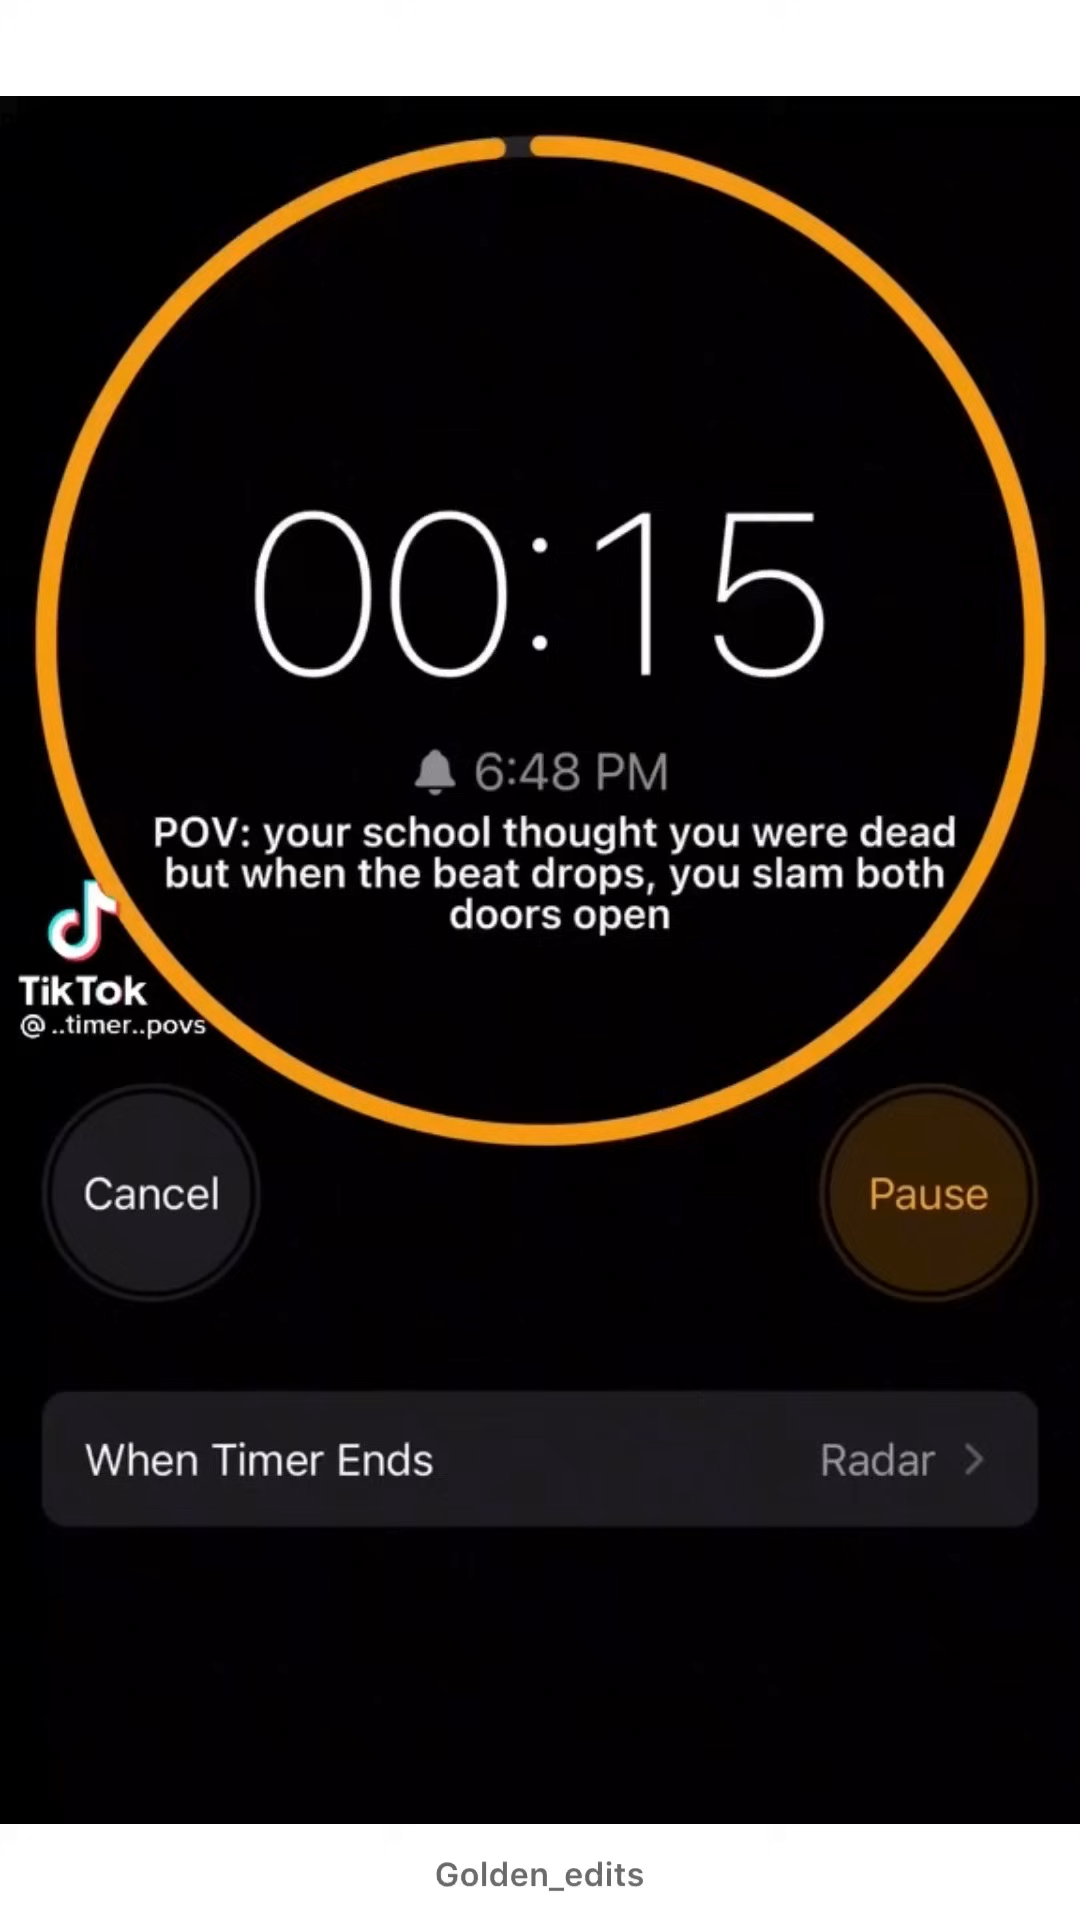 00:15
6:48 PM
POV: your school thought you were dead
but when the beat drops, you slam both
doors open
TikTok
@..timer..povs
Cancel
Pause
When Timer Ends
Radar
Golden_edits